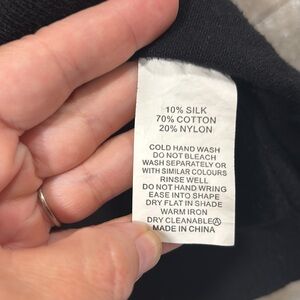 10% SILK
70% COTTON
20% NYLON
COLD HAND WASH
DO NOT BLEACH
WASH SEPARATELY OR
WITH SIMILAR COLOURS
RINSE WELL
DO NOT HAND WRING
EASE INTO SHAPE
DRY FLAT IN SHADE
WARM IRON
DRY CLEANABLE Ⓐ
MADE IN CHINA